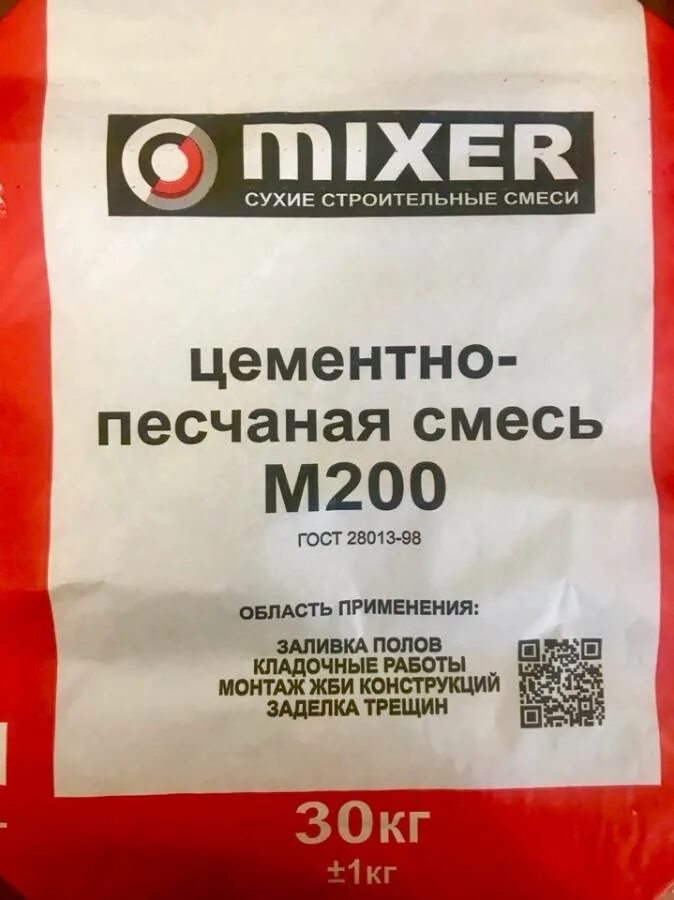 MIXER
СУХИЕ СТРОИТЕЛЬНЫЕ СМЕСИ
цементно-
песчаная смесь
М200
ГОСТ 28013-98
ОБЛАСТЬ ПРИМЕНЕНИЯ:
ЗАЛИВКА ПОЛОВ
КЛАДОЧНЫЕ РАБОТЫ
МОНТАЖ ЖБИ КОНСТРУКЦИЙ
ЗАДЕЛКА ТРЕЩИН
30кг
±1кг